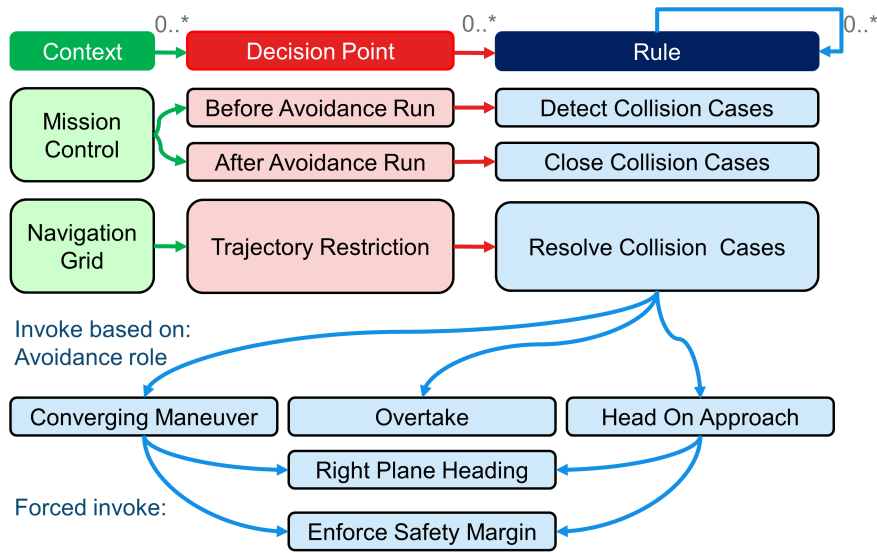 0..*
0..*
0..*
Context
Decision Point
Rule
Mission
Control
Before Avoidance Run
Detect Collision Cases
After Avoidance Run
Close Collision Cases
Navigation
Grid
Trajectory Restriction
Resolve Collision  Cases
Invoke based on:
Avoidance role
Converging Maneuver
Overtake
Head On Approach
Right Plane Heading
Forced invoke:
Enforce Safety Margin